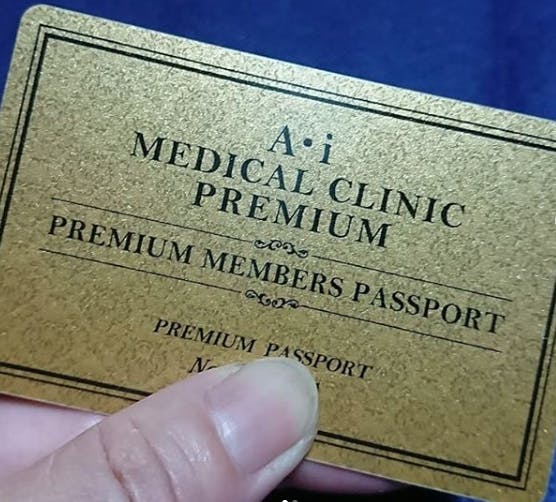 A・i
MEDICAL CLINIC
PREMIUM
PREMIUM MEMBERS PASSPORT
PREMIUM PASSPORT